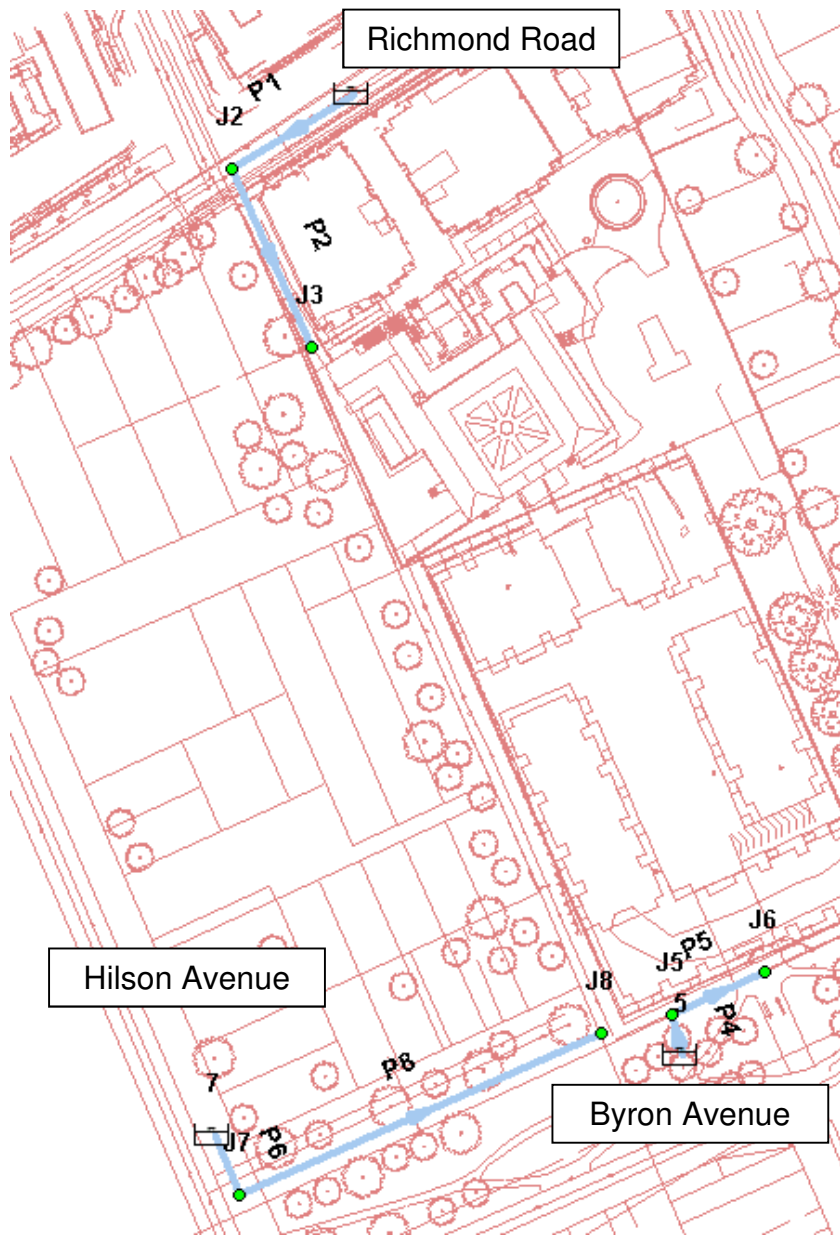 Richmond Road
P1
J2
P2
J3
Hilson Avenue
J6
P5
J5
5
P4
J8
P8
7
J7
P6
Byron Avenue